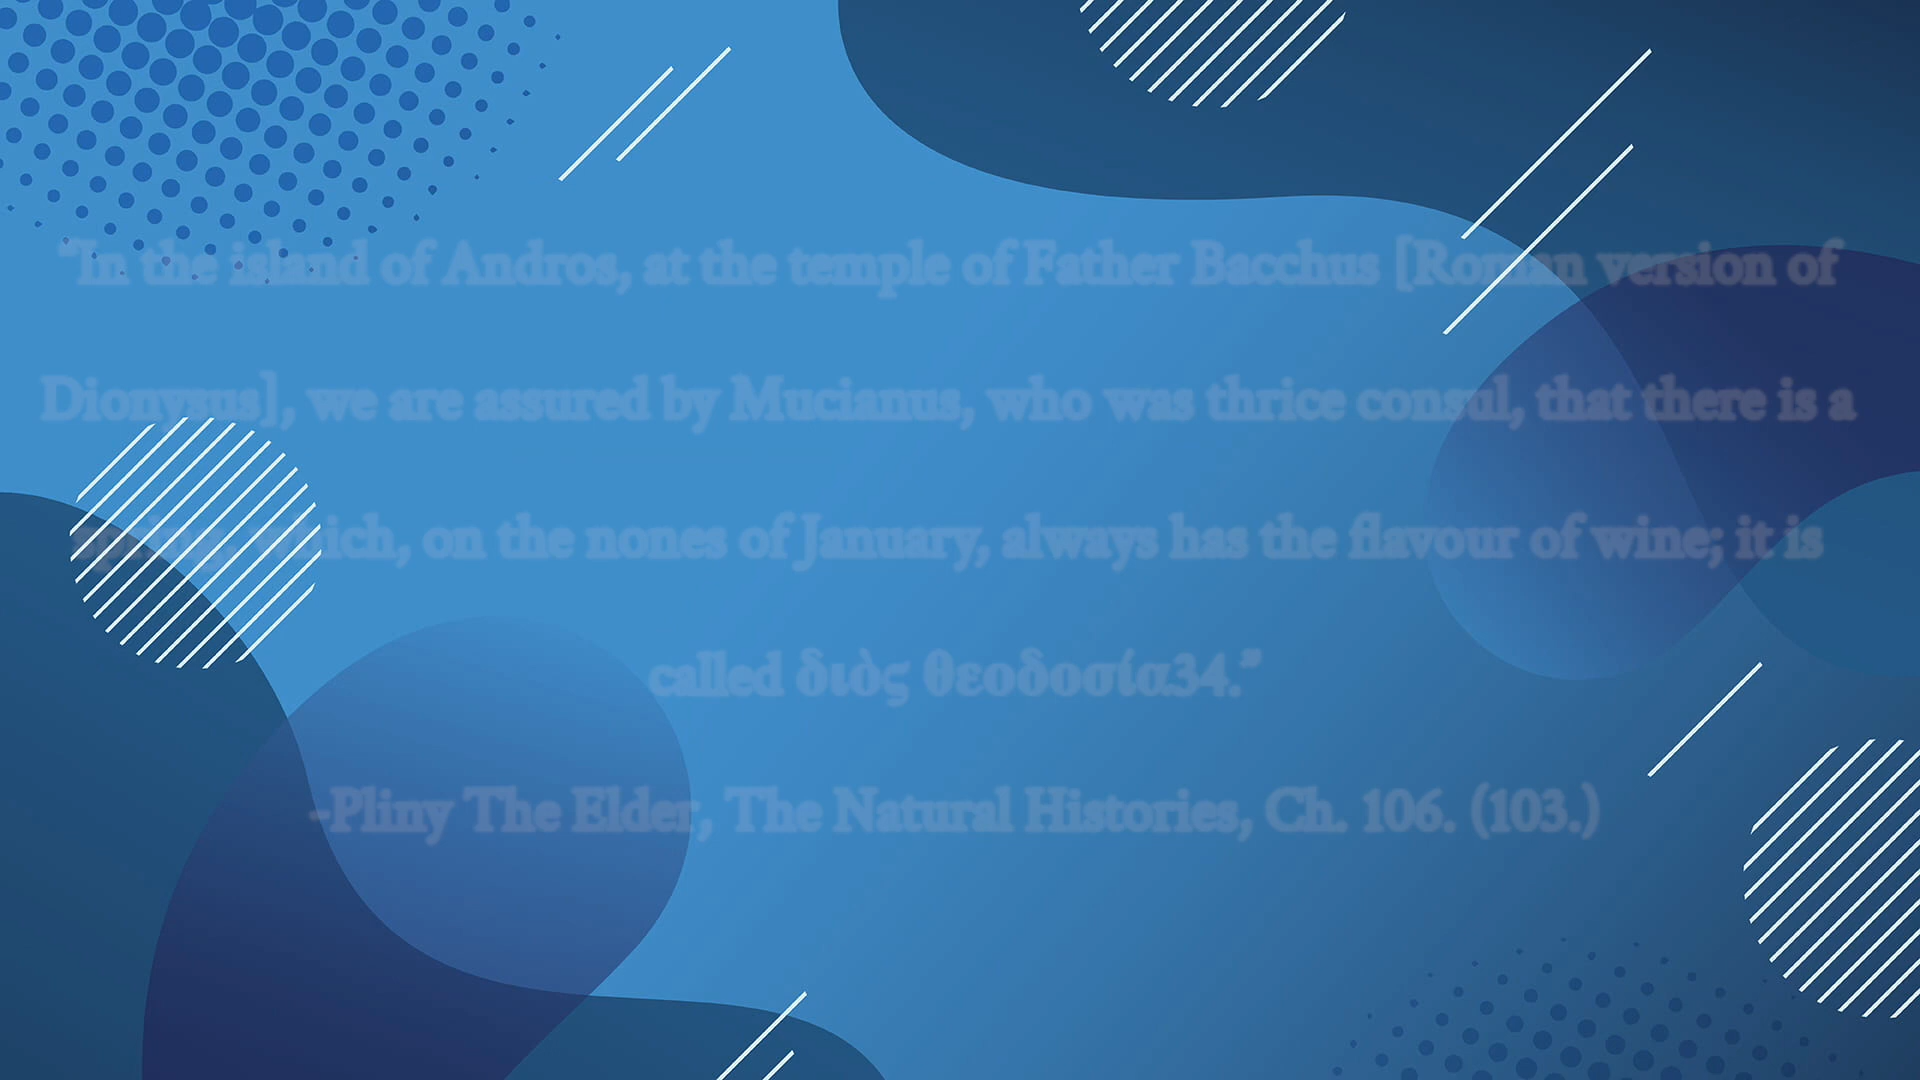 “In the island of Andros, at the temple of Father Bacchus [Roman version of
Dionysus], we are assured by Mucianus, who was thrice consul, that there is a
spring, which, on the nones of January, always has the flavour of wine; it is
called διὸς θεοδοσία34.”
-Pliny The Elder, The Natural Histories, Ch. 106. (103.)